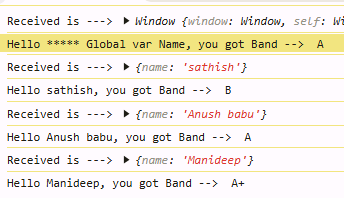 Received is ---> ▶ Window {window: Window, self: Wi
Hello ***** Global var Name, you got Band --> A
Received is ---> ▶ {name: 'sathish'}
Hello sathish, you got Band --> B
Received is ---> ▶ {name: 'Anush babu'}
Hello Anush babu, you got Band --> A
Received is ---> ▶ {name: 'Manideep'}
Hello Manideep, you got Band --> A+